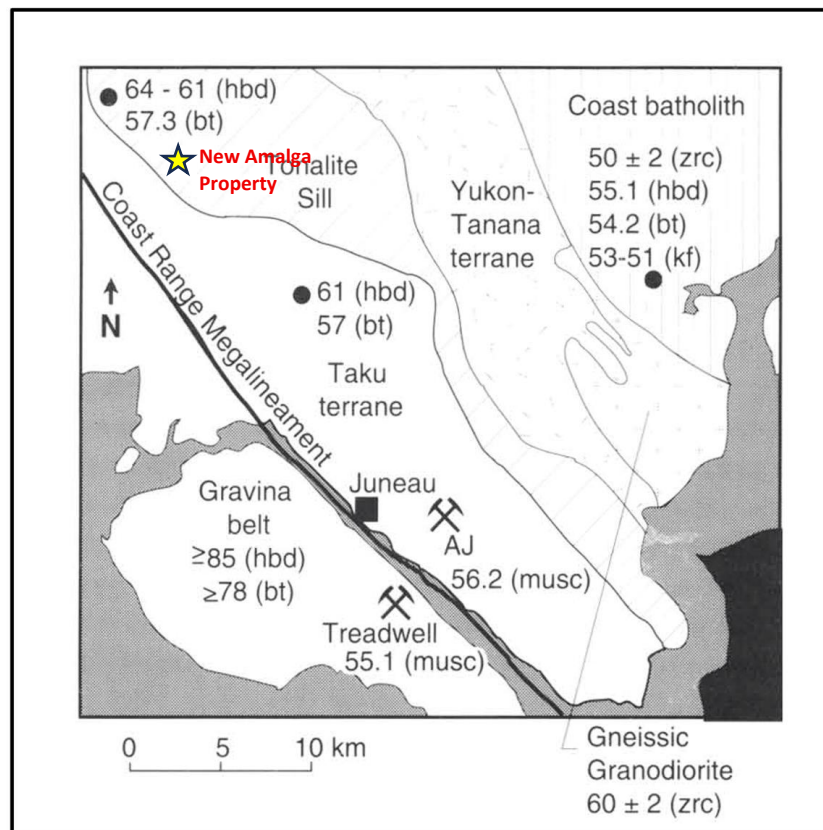 64 - 61 (hbd)
57.3 (bt)
New Amalga
Property
Tonalite
Sill
Coast batholith
50 ± 2 (zrc)
55.1 (hbd)
54.2 (bt)
53-51 (kf)
Yukon-
Tanana
terrane
Coast Range Megalineament
N
61 (hbd)
57 (bt)
Taku
terrane
Juneau
Gravina
belt
≥85 (hbd)
≥78 (bt)
AJ
56.2 (musc)
Treadwell
55.1 (musc)
0 5 10 km
Gneissic
Granodiorite
60 ± 2 (zrc)